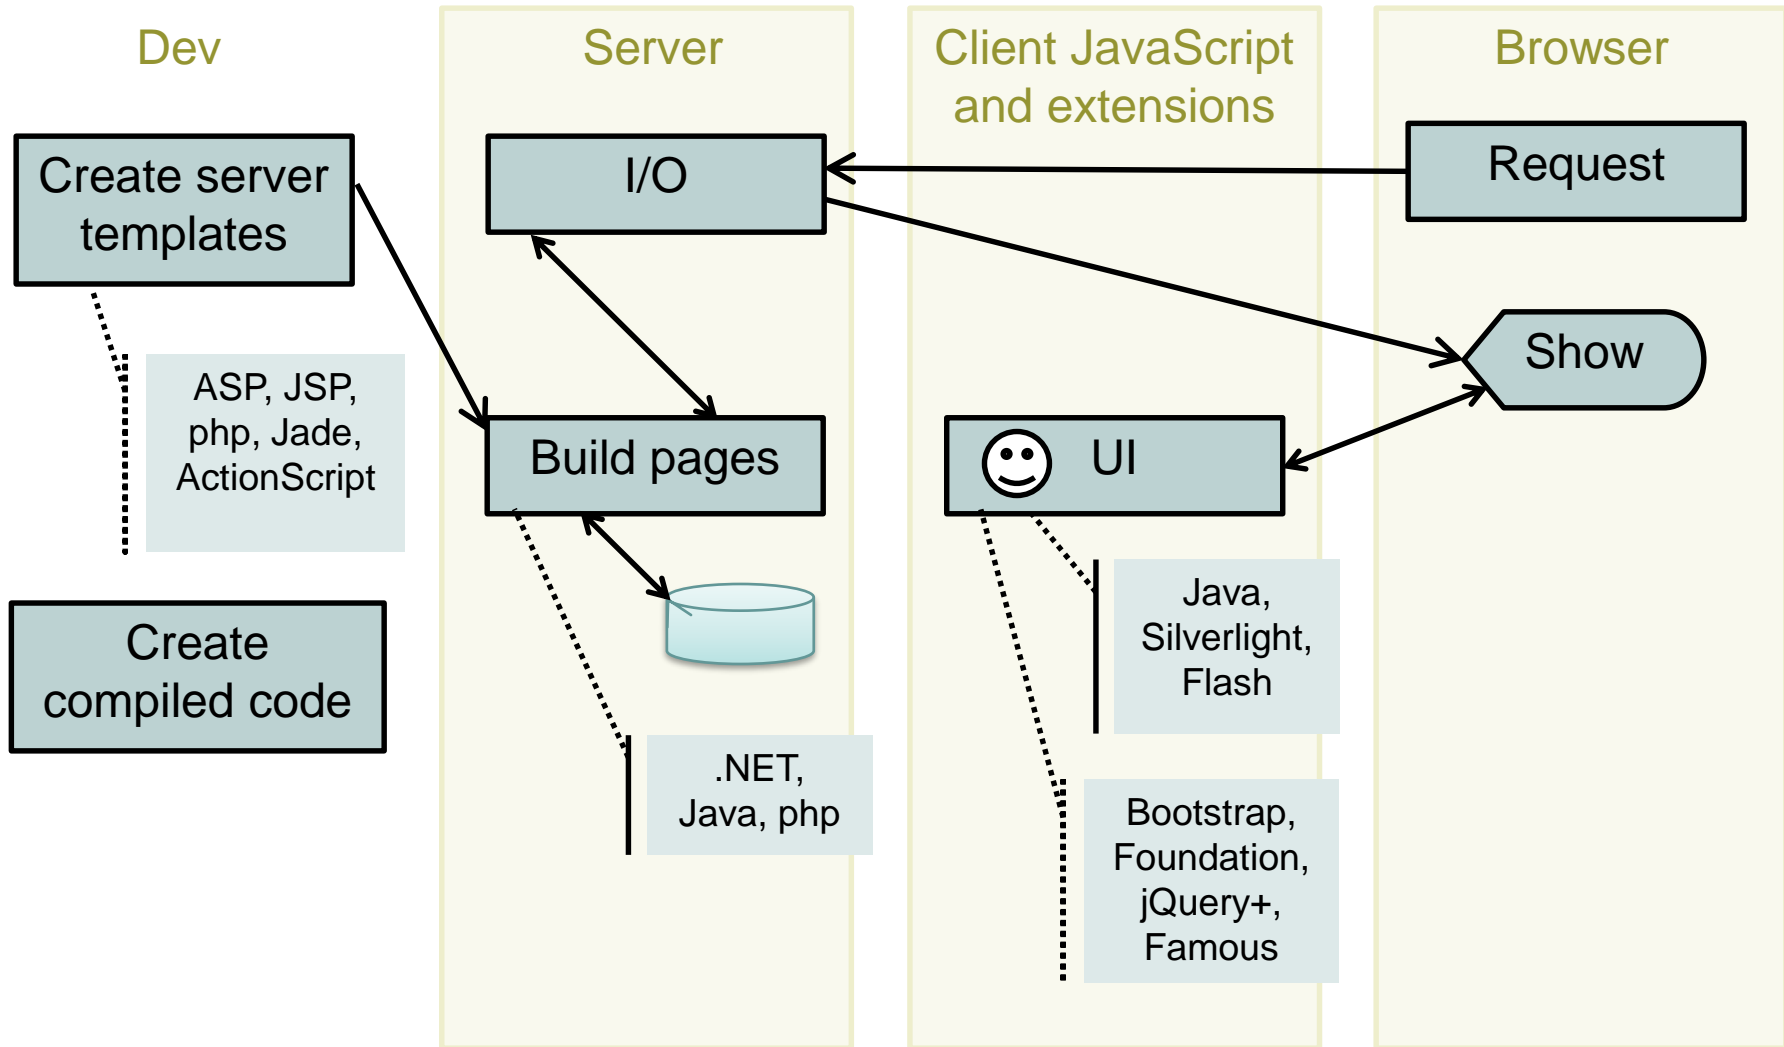 Dev
Server
Client JavaScript
and extensions
Browser
Create server
templates
I/O
Request
Show
ASP, JSP,
php, Jade,
ActionScript
Build pages
UI
Create
compiled code
Java,
Silverlight,
Flash
.NET,
Java, php
Bootstrap,
Foundation,
jQuery+,
Famous